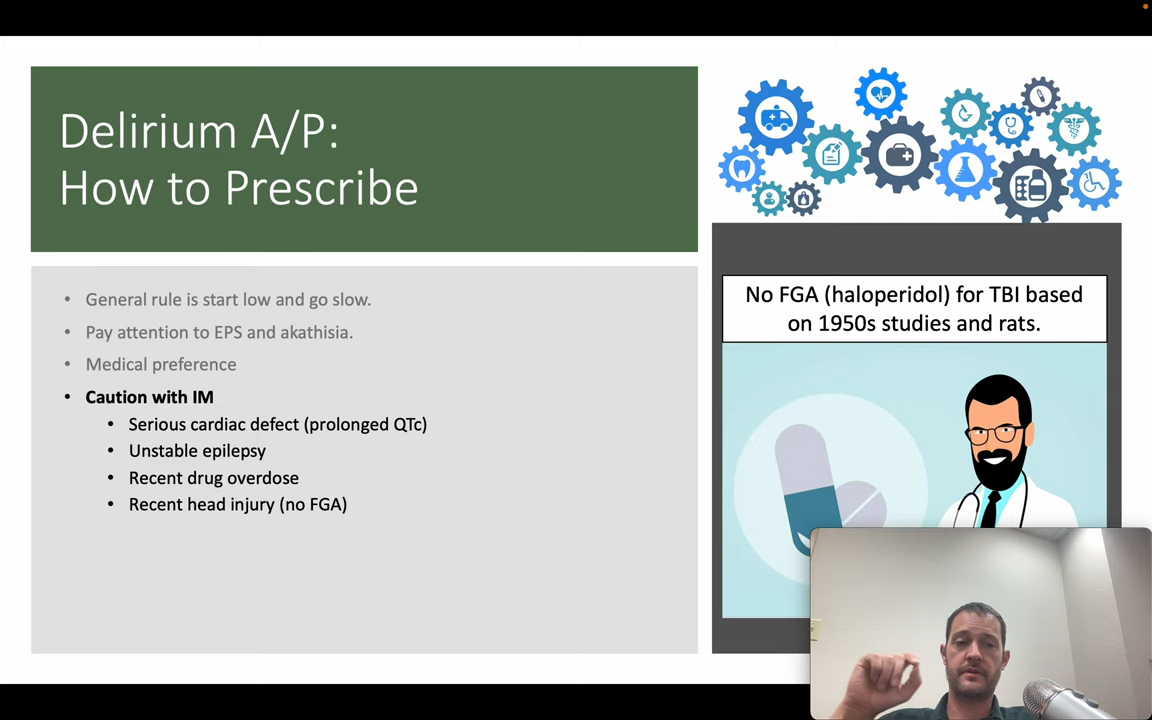 Delirium A/P:
How to Prescribe
• General rule is start low and go slow.
• Pay attention to EPS and akathisia.
• Medical preference
• Caution with IM
• Serious cardiac defect (prolonged QTc)
• Unstable epilepsy
• Recent drug overdose
• Recent head injury (no FGA)
No FGA (haloperidol) for TBI based
on 1950s studies and rats.